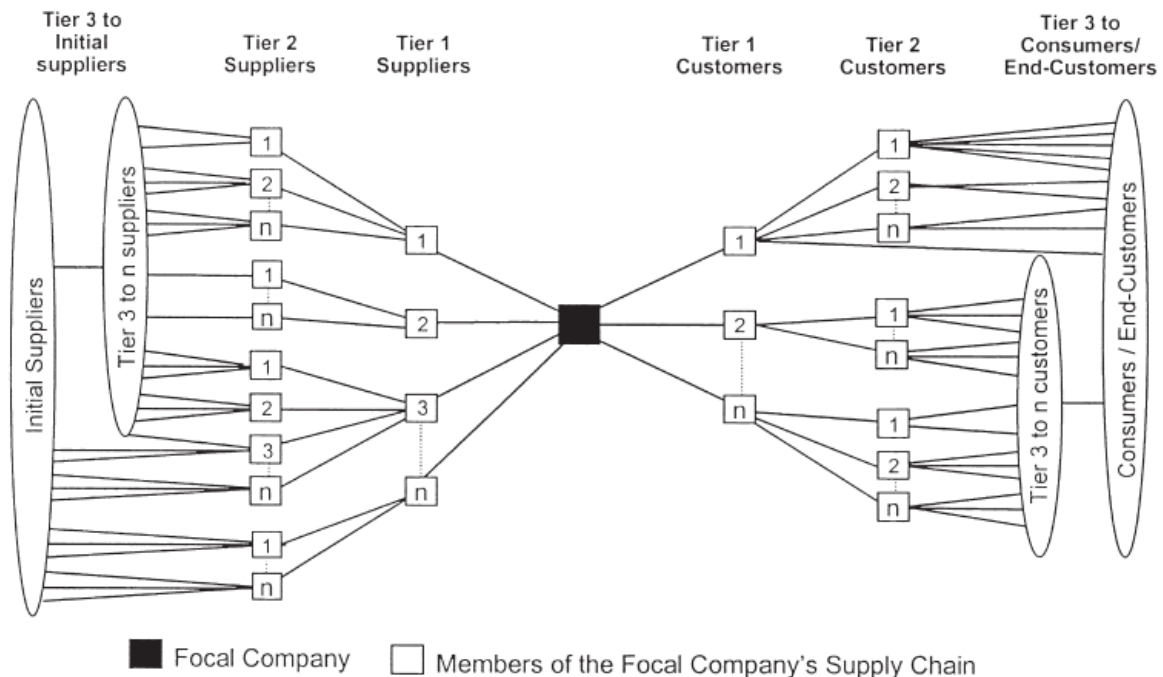 Tier 3 to
Initial
suppliers
Tier 2
Suppliers
Tier 1
Suppliers
Tier 1
Customers
Tier 2
Customers
Tier 3 to
Consumers/
End-Customers
Initial Suppliers
Tier 3 to n suppliers
1
2
n
1
n
1
2
3
n
1
n
1
2
3
n
1
2
n
1
2
n
1
n
1
2
n
Tier 3 to n customers
Consumers / End-Customers
Focal Company
Members of the Focal Company's Supply Chain